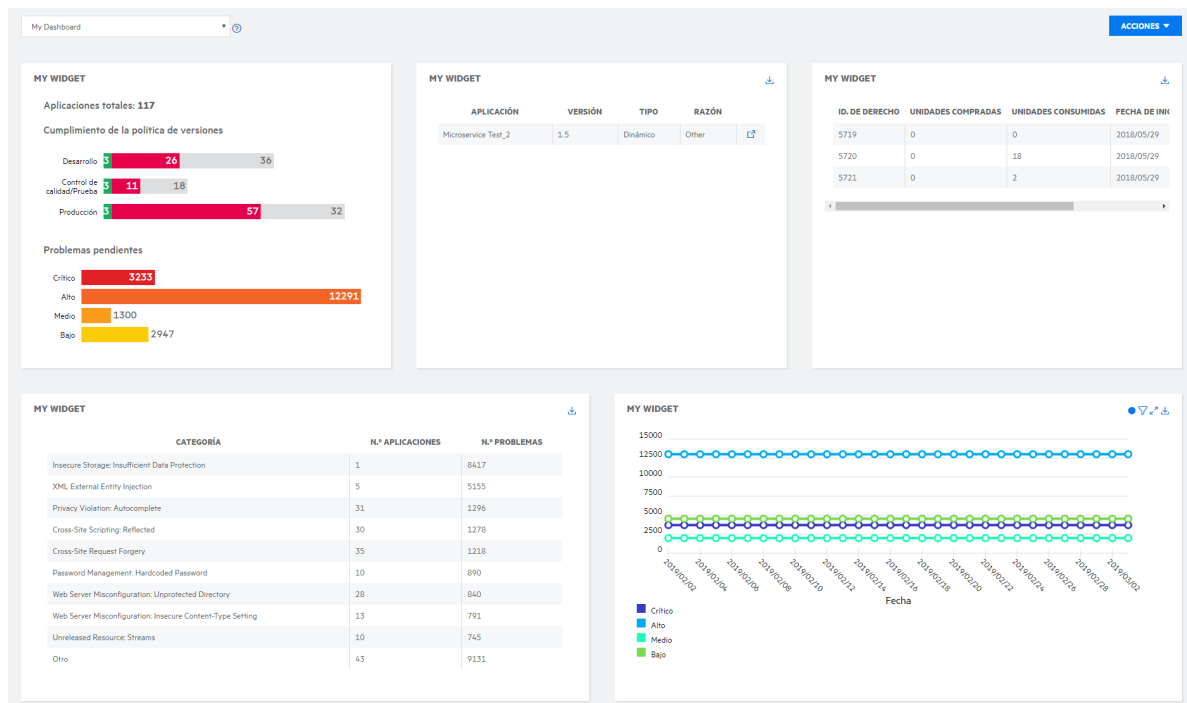 My Dashboard
ACCIONES
MY WIDGET
Aplicaciones totales: 117
Cumplimiento de la política de versiones
Desarrollo 3 26 36
Control de calidad/Prueba 3 11 18
Producción 3 57 32
Problemas pendientes
Crítico 3233
Alto 12291
Medio 1300
Bajo 2947
MY WIDGET
APLICACIÓN VERSIÓN TIPO RAZÓN
Microservice Test_2 1.5 Dinámico Other
MY WIDGET
ID. DE DERECHO UNIDADES COMPRADAS UNIDADES CONSUMIDAS FECHA DE INIC
5719 0 0 2018/05/29
5720 0 18 2018/05/29
5721 0 2 2018/05/29
MY WIDGET
CATEGORÍA N.º APLICACIONES N.º PROBLEMAS
Insecure Storage: Insufficient Data Protection 1 8417
XML External Entity Injection 5 5155
Privacy Violation: Autocomplete 31 1296
Cross-Site Scripting: Reflected 30 1278
Cross-Site Request Forgery 35 1218
Password Management: Hardcoded Password 10 890
Web Server Misconfiguration: Unprotected Directory 28 840
Web Server Misconfiguration: Insecure Content-Type Setting 13 791
Unreleased Resource: Streams 10 745
Otro 43 9131
MY WIDGET
15000
12500
10000
7500
5000
2500
0
2019/02/02 2019/02/04 2019/02/06 2019/02/08 2019/02/10 2019/02/12 2019/02/14 2019/02/16 2019/02/18 2019/02/20 2019/02/22 2019/02/24 2019/02/26 2019/02/28 2019/03/02
Fecha
Crítico
Alto
Medio
Bajo